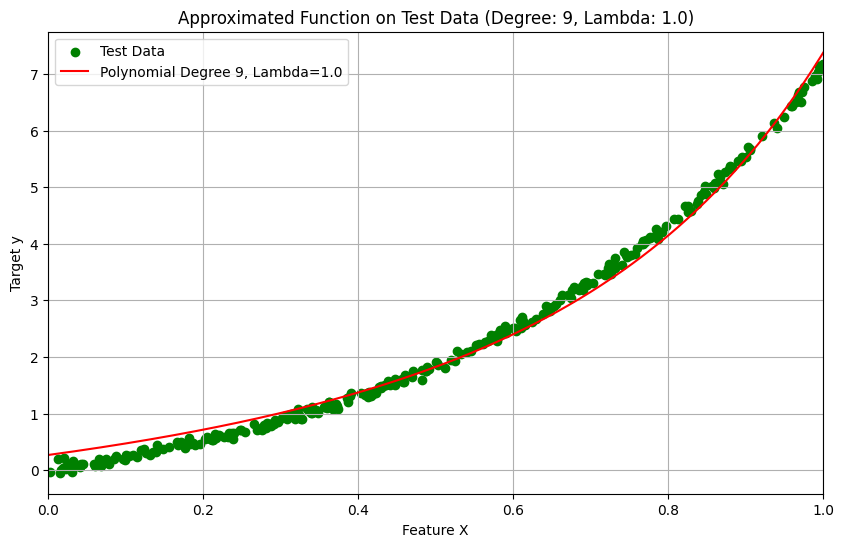 Approximated Function on Test Data (Degree: 9, Lambda: 1.0)
Test Data
Polynomial Degree 9, Lambda=1.0
7
6
5
4
3
2
1
0
Target y
0.0 0.2 0.4 0.6 0.8 1.0
Feature X